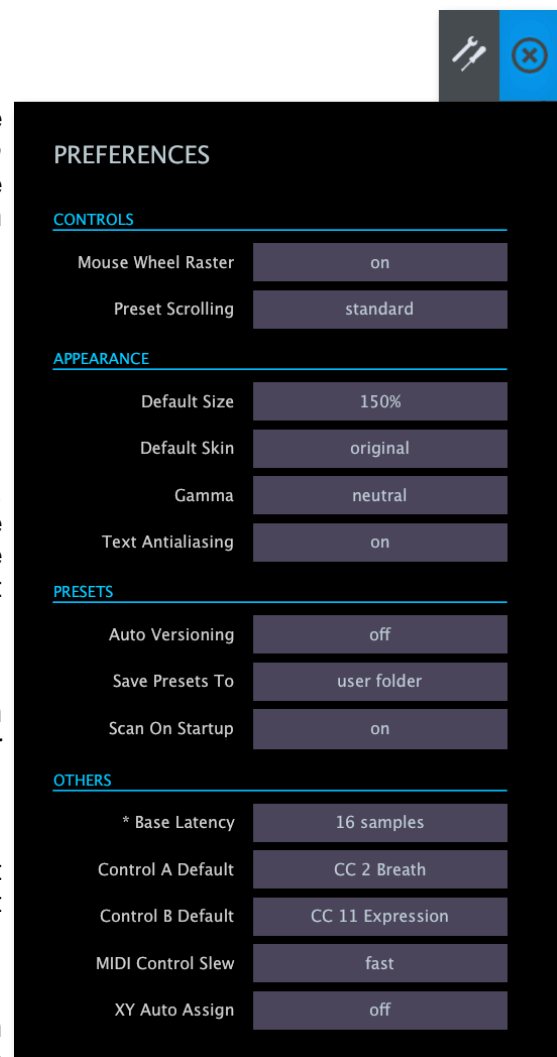 PREFERENCES
CONTROLS
Mouse Wheel Raster on
Preset Scrolling standard
APPEARANCE
Default Size 150%
Default Skin original
Gamma neutral
Text Antialiasing on
PRESETS
Auto Versioning off
Save Presets To user folder
Scan On Startup on
OTHERS
* Base Latency 16 samples
Control A Default CC 2 Breath
Control B Default CC 11 Expression
MIDI Control Slew fast
XY Auto Assign off